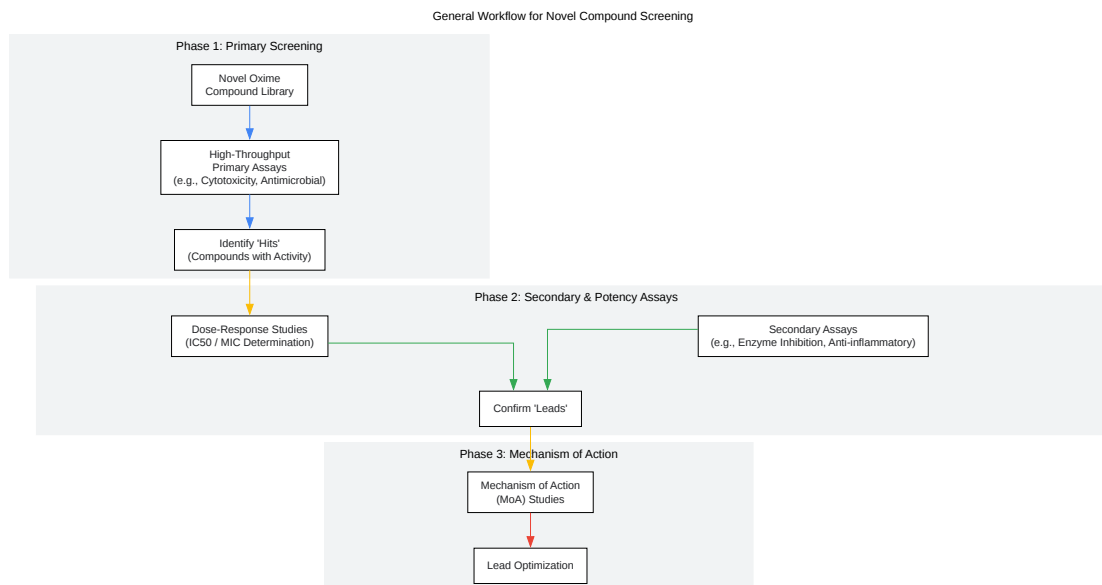 General Workflow for Novel Compound Screening
Phase 1: Primary Screening
Novel Oxime
Compound Library
High-Throughput
Primary Assays
(e.g., Cytotoxicity, Antimicrobial)
Identify 'Hits'
(Compounds with Activity)
Phase 2: Secondary & Potency Assays
Dose-Response Studies
(IC50 / MIC Determination)
Secondary Assays
(e.g., Enzyme Inhibition, Anti-inflammatory)
Confirm 'Leads'
Phase 3: Mechanism of Action
Mechanism of Action
(MoA) Studies
Lead Optimization